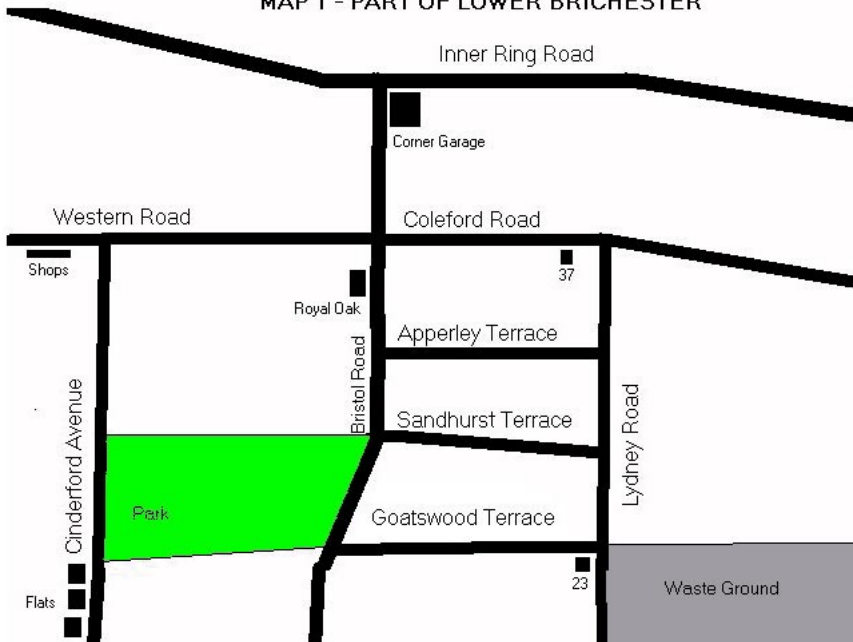 MAP 1 - PART OF LOWER BRICHESTER
Inner Ring Road
Corner Garage
Western Road
Coleford Road
Shops
37
Royal Oak
Apperley Terrace
Bristol Road
Cinderford Avenue
Sandhurst Terrace
Lydney Road
Park
Goatswood Terrace
23
Waste Ground
Flats